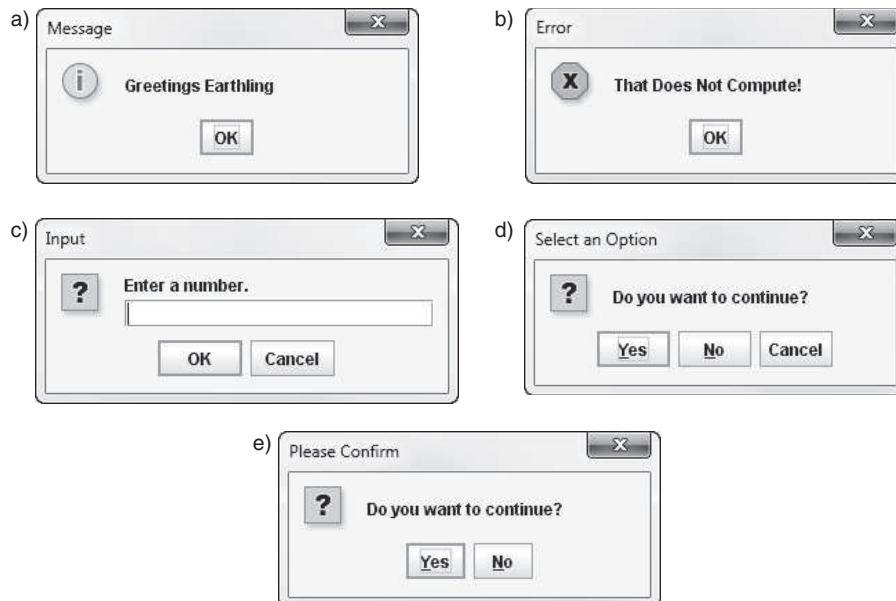 a) Message
X
i Greetings Earthling
OK
b) Error
X
X That Does Not Compute!
OK
c) Input
X
? Enter a number.
OK Cancel
d) Select an Option
X
? Do you want to continue?
Yes No Cancel
e) Please Confirm
X
? Do you want to continue?
Yes No